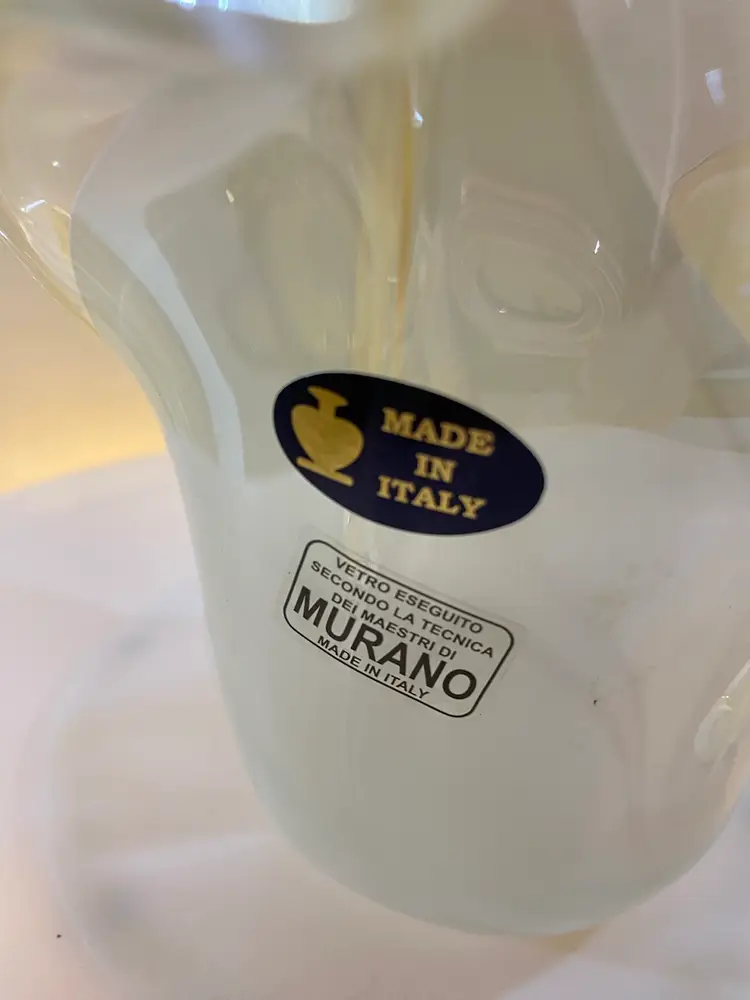 MADE
IN
ITALY
VETRO ESEGUITO
SECONDO LA TECNICA
DEI MAESTRI DI
MURANO
MADE IN ITALY